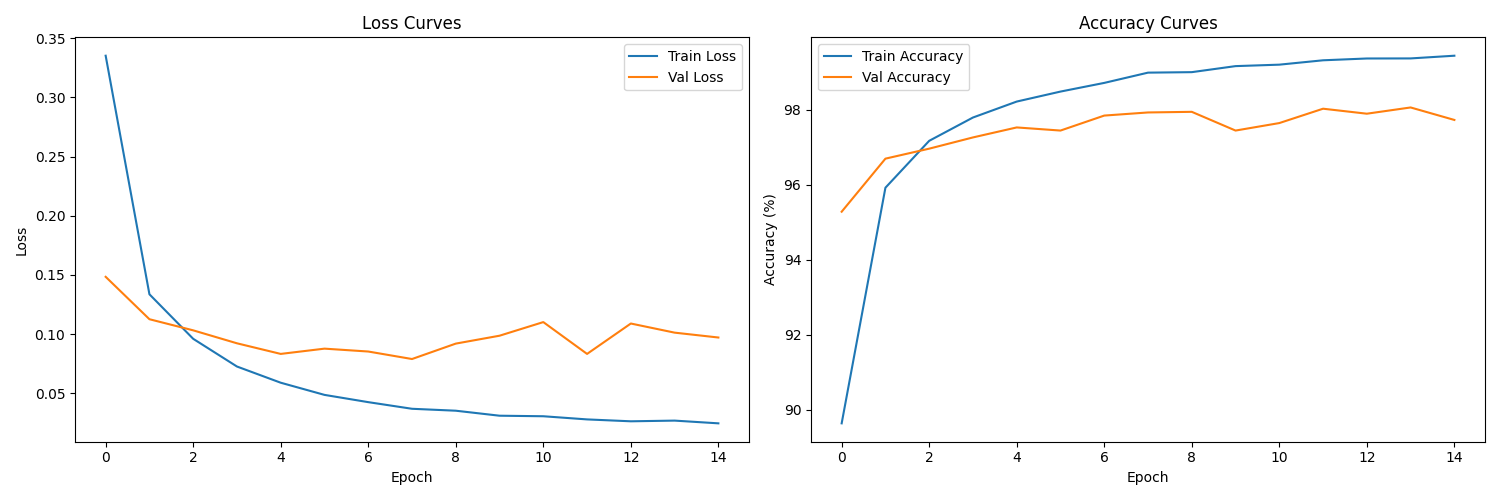 Loss Curves
0.35
0.30
0.25
0.20
0.15
0.10
0.05
Loss
Train Loss
Val Loss
0 2 4 6 8 10 12 14
Epoch
Accuracy Curves
98
96
94
92
90
Accuracy (%)
Train Accuracy
Val Accuracy
0 2 4 6 8 10 12 14
Epoch